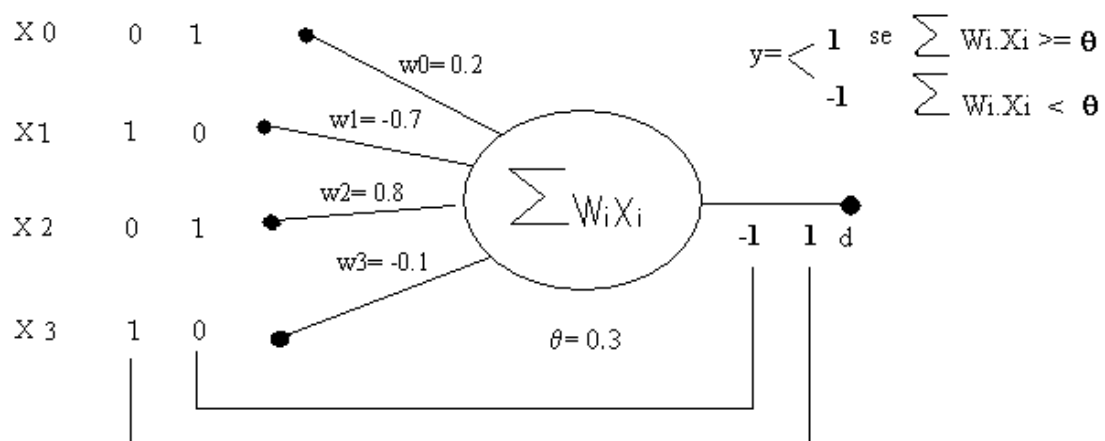 X 0 0 1
w0= 0.2
y= 1 se ∑ Wi.Xi >= θ
-1 ∑ Wi.Xi < θ
X1 1 0
w1= -0.7
w2= 0.8
∑ WiXi
X 2 0 1
-1 1 d
w3= -0.1
X 3 1 0
θ= 0.3